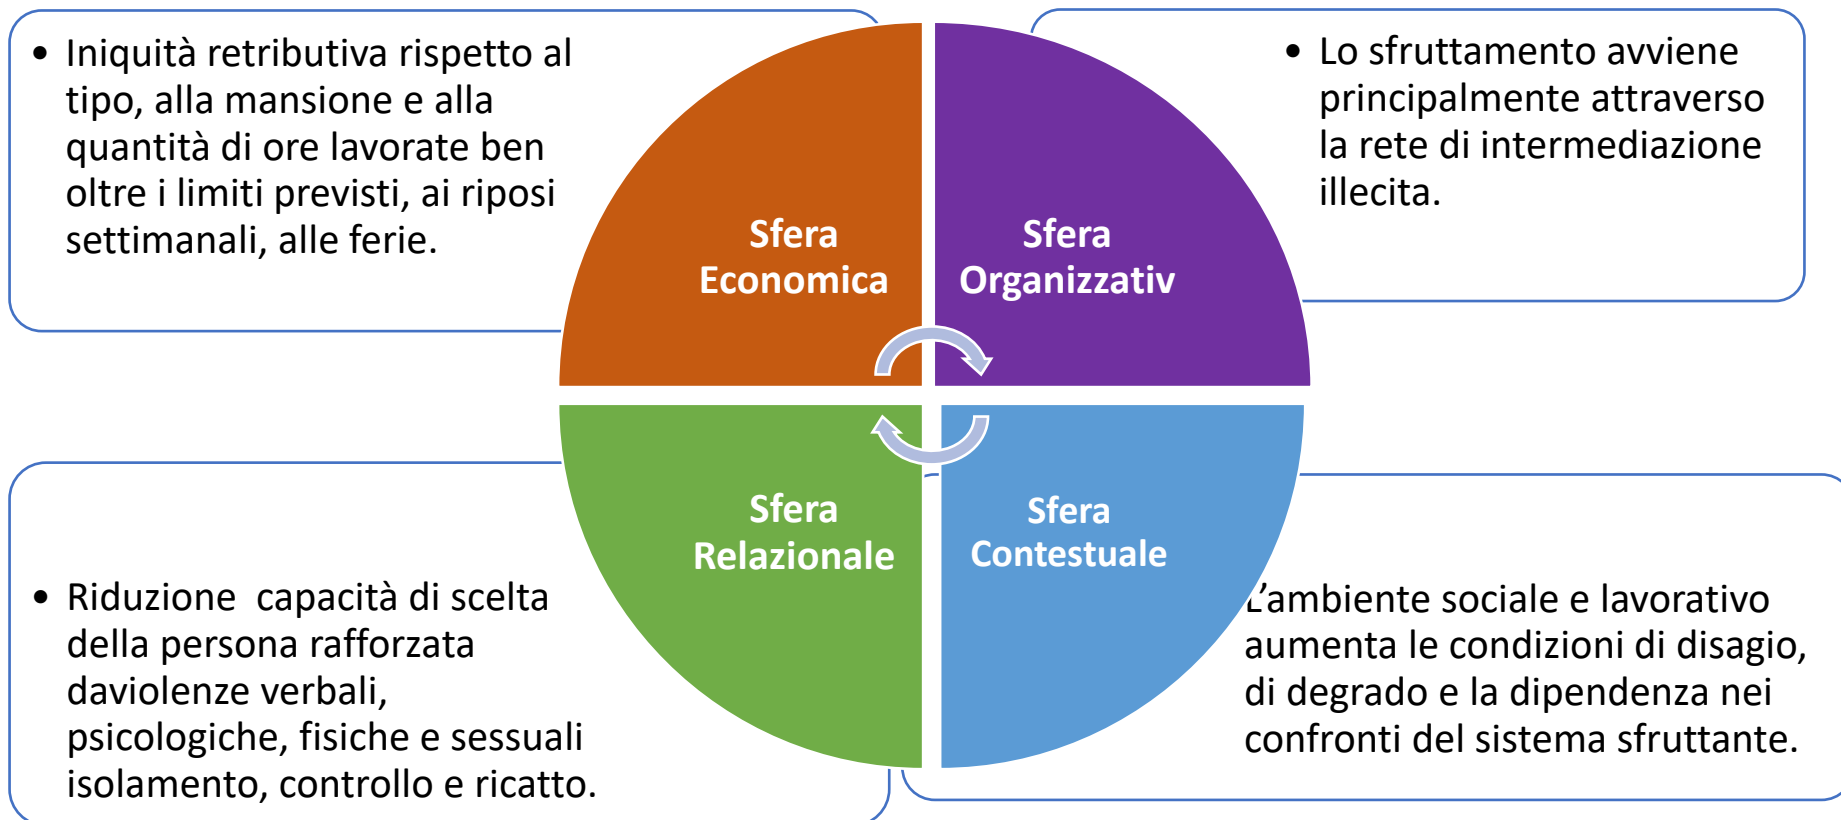 • Iniquità retributiva rispetto al
tipo, alla mansione e alla
quantità di ore lavorate ben
oltre i limiti previsti, ai riposi
settimanali, alle ferie.
• Lo sfruttamento avviene
principalmente attraverso
la rete di intermediazione
illecita.
Sfera
Economica
Sfera
Organizzativ
Sfera
Relazionale
Sfera
Contestuale
• Riduzione  capacità di scelta
della persona rafforzata
daviolenze verbali,
psicologiche, fisiche e sessuali
isolamento, controllo e ricatto.
L’ambiente sociale e lavorativo
aumenta le condizioni di disagio,
di degrado e la dipendenza nei
confronti del sistema sfruttante.